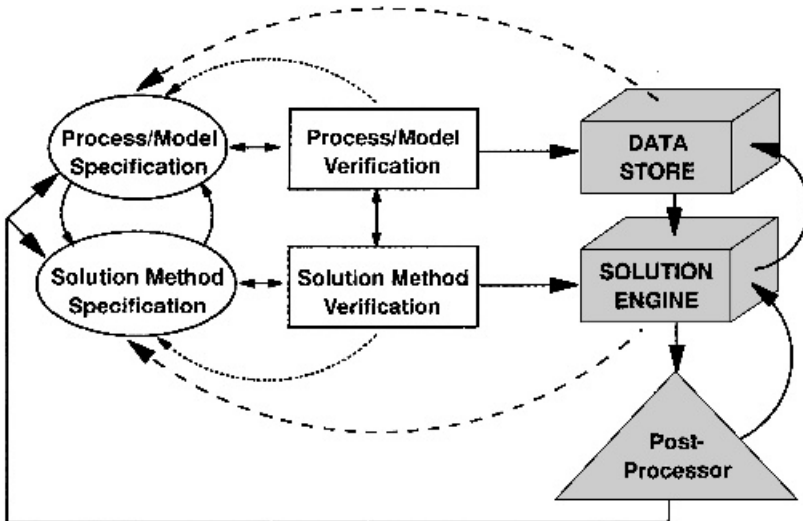 Process/Model
Specification
Process/Model
Verification
DATA
STORE
Solution Method
Specification
Solution Method
Verification
SOLUTION
ENGINE
Post-
Processor